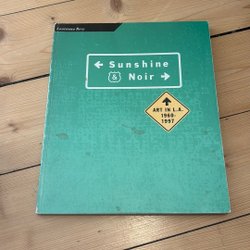 Louisiana Revy
← Sunshine
& Noir →
ART IN L.A.
1960-
1997